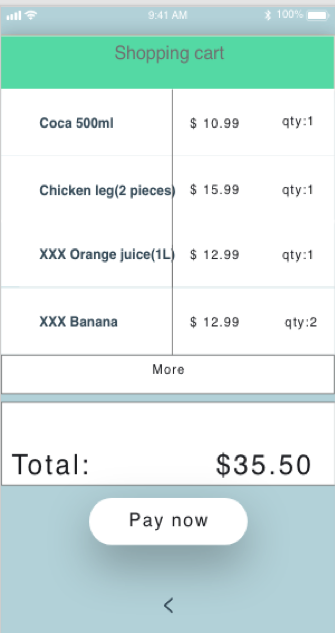 9:41 AM 100%
Shopping cart
Coca 500ml $ 10.99 qty:1
Chicken leg(2 pieces) $ 15.99 qty:1
XXX Orange juice(1L) $ 12.99 qty:1
XXX Banana $ 12.99 qty:2
More
Total: $35.50
Pay now